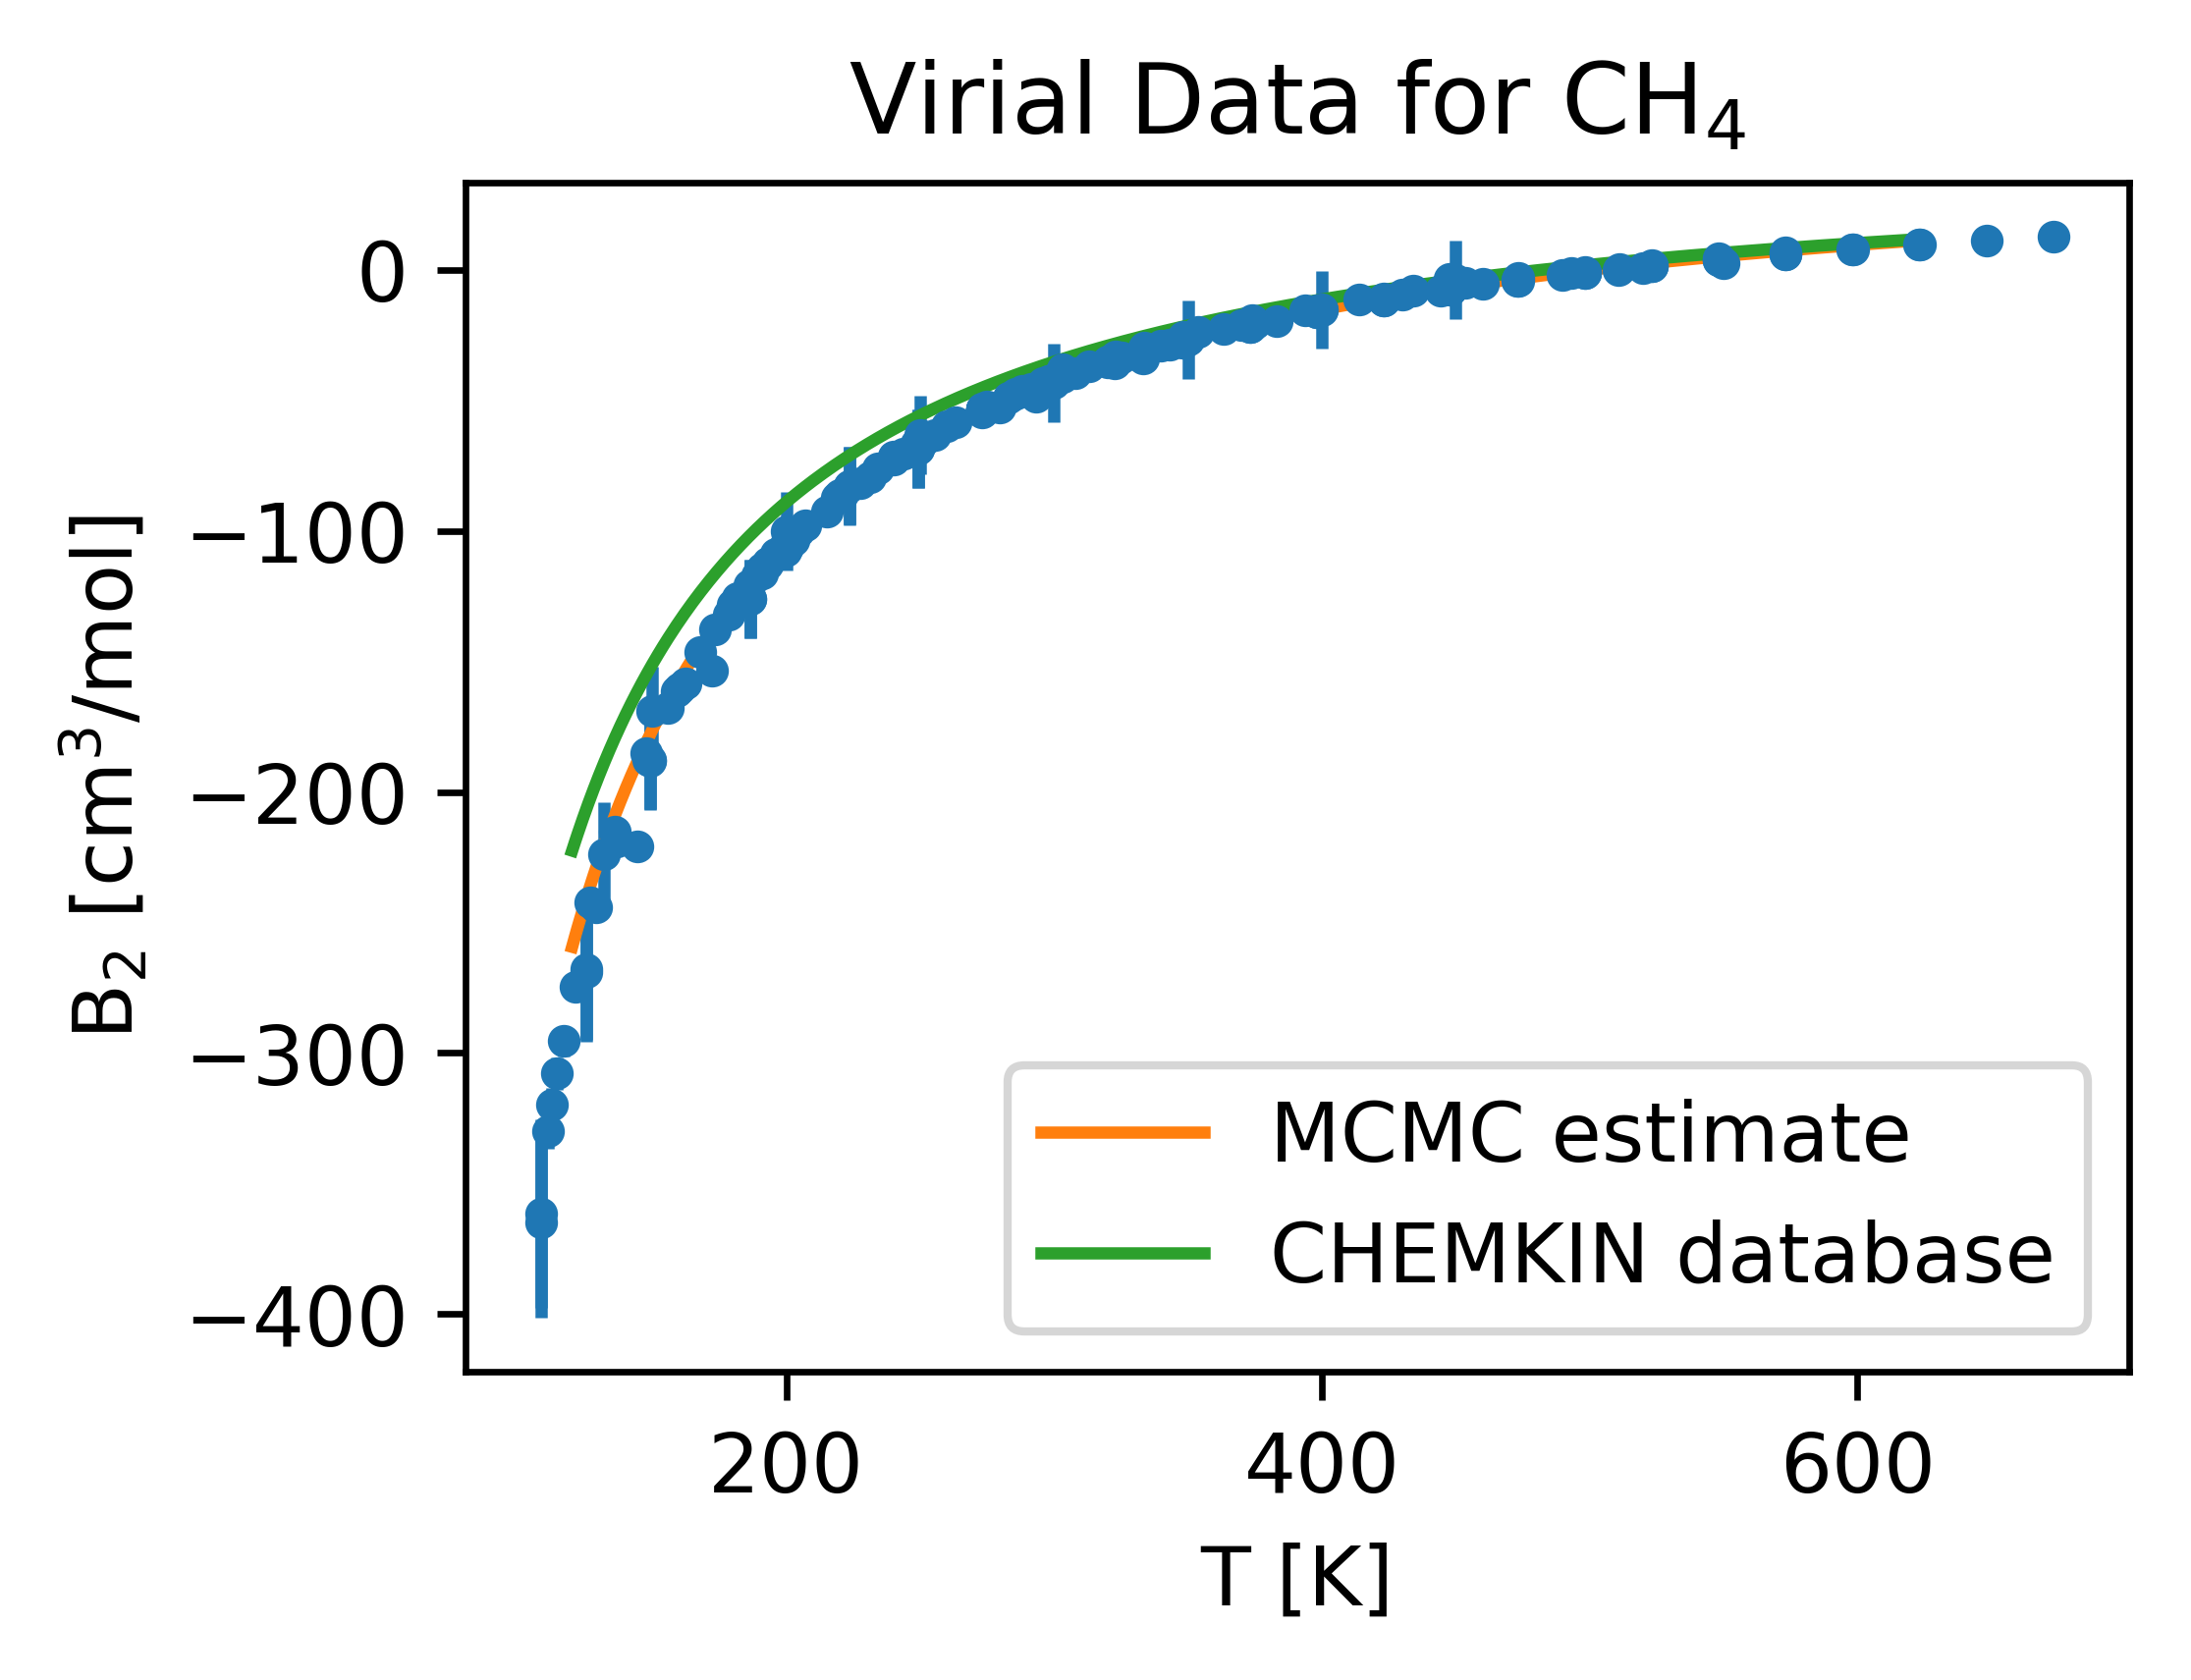 Virial Data for CH₄
B₂ [cm³/mol]
0
−100
−200
−300
−400
MCMC estimate
CHEMKIN database
200 400 600
T [K]